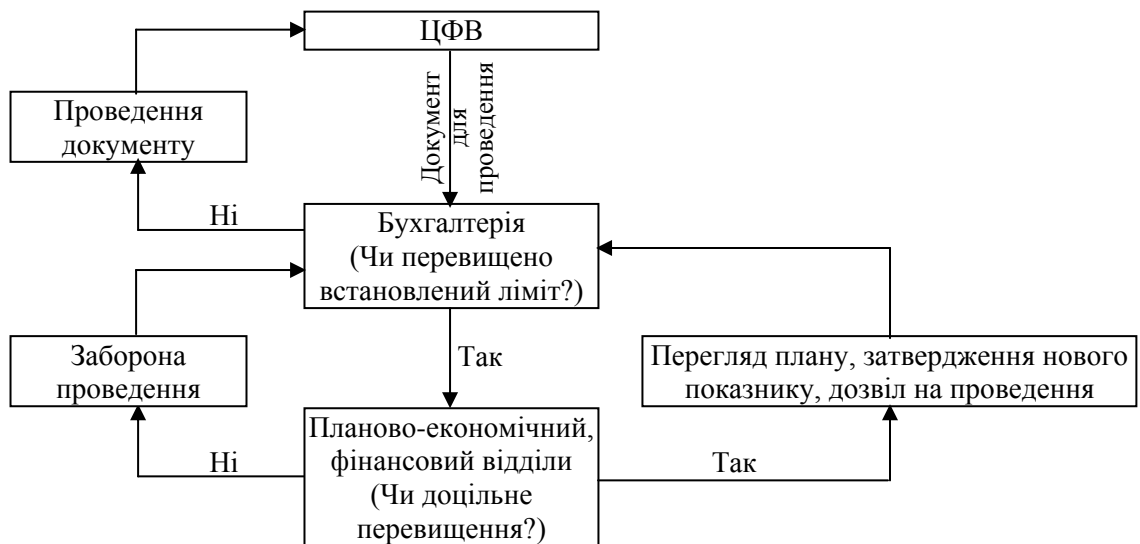 ЦФВ
Документ
для
проведення
Проведення
документу
Ні
Бухгалтерія
(Чи перевищено
встановлений ліміт?)
Заборона
проведення
Так
Перегляд плану, затвердження нового
показнику, дозвіл на проведення
Ні
Планово-економічний,
фінансовий відділи
(Чи доцільне
перевищення?)
Так